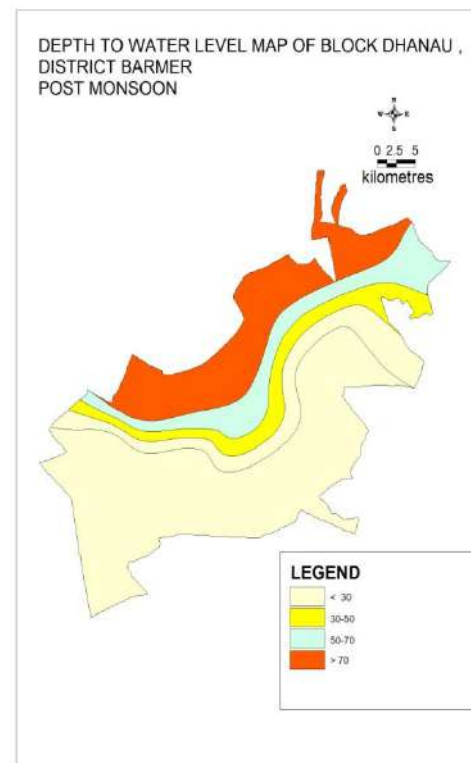 DEPTH TO WATER LEVEL MAP OF BLOCK DHANAU ,
DISTRICT BARMER
POST MONSOON
N
W E
S
0 2.5 5
kilometres
LEGEND
< 30
30-50
50-70
> 70